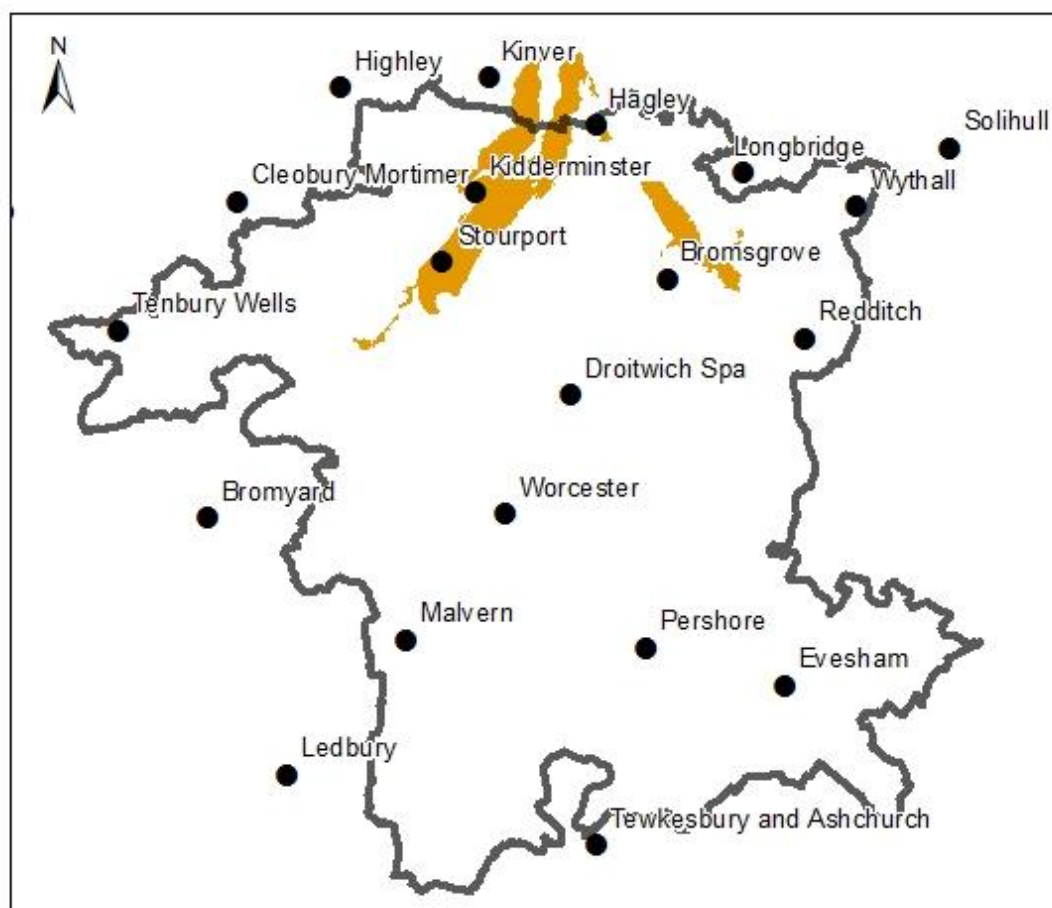 N
Highley
Kinver
Hagley
Solihull
Longbridge
Cleobury Mortimer
Kidderminster
Wythall
Stourport
Bromsgrove
Tenbury Wells
Redditch
Droitwich Spa
Bromyard
Worcester
Malvern
Pershore
Evesham
Ledbury
Tewkesbury and Ashchurch